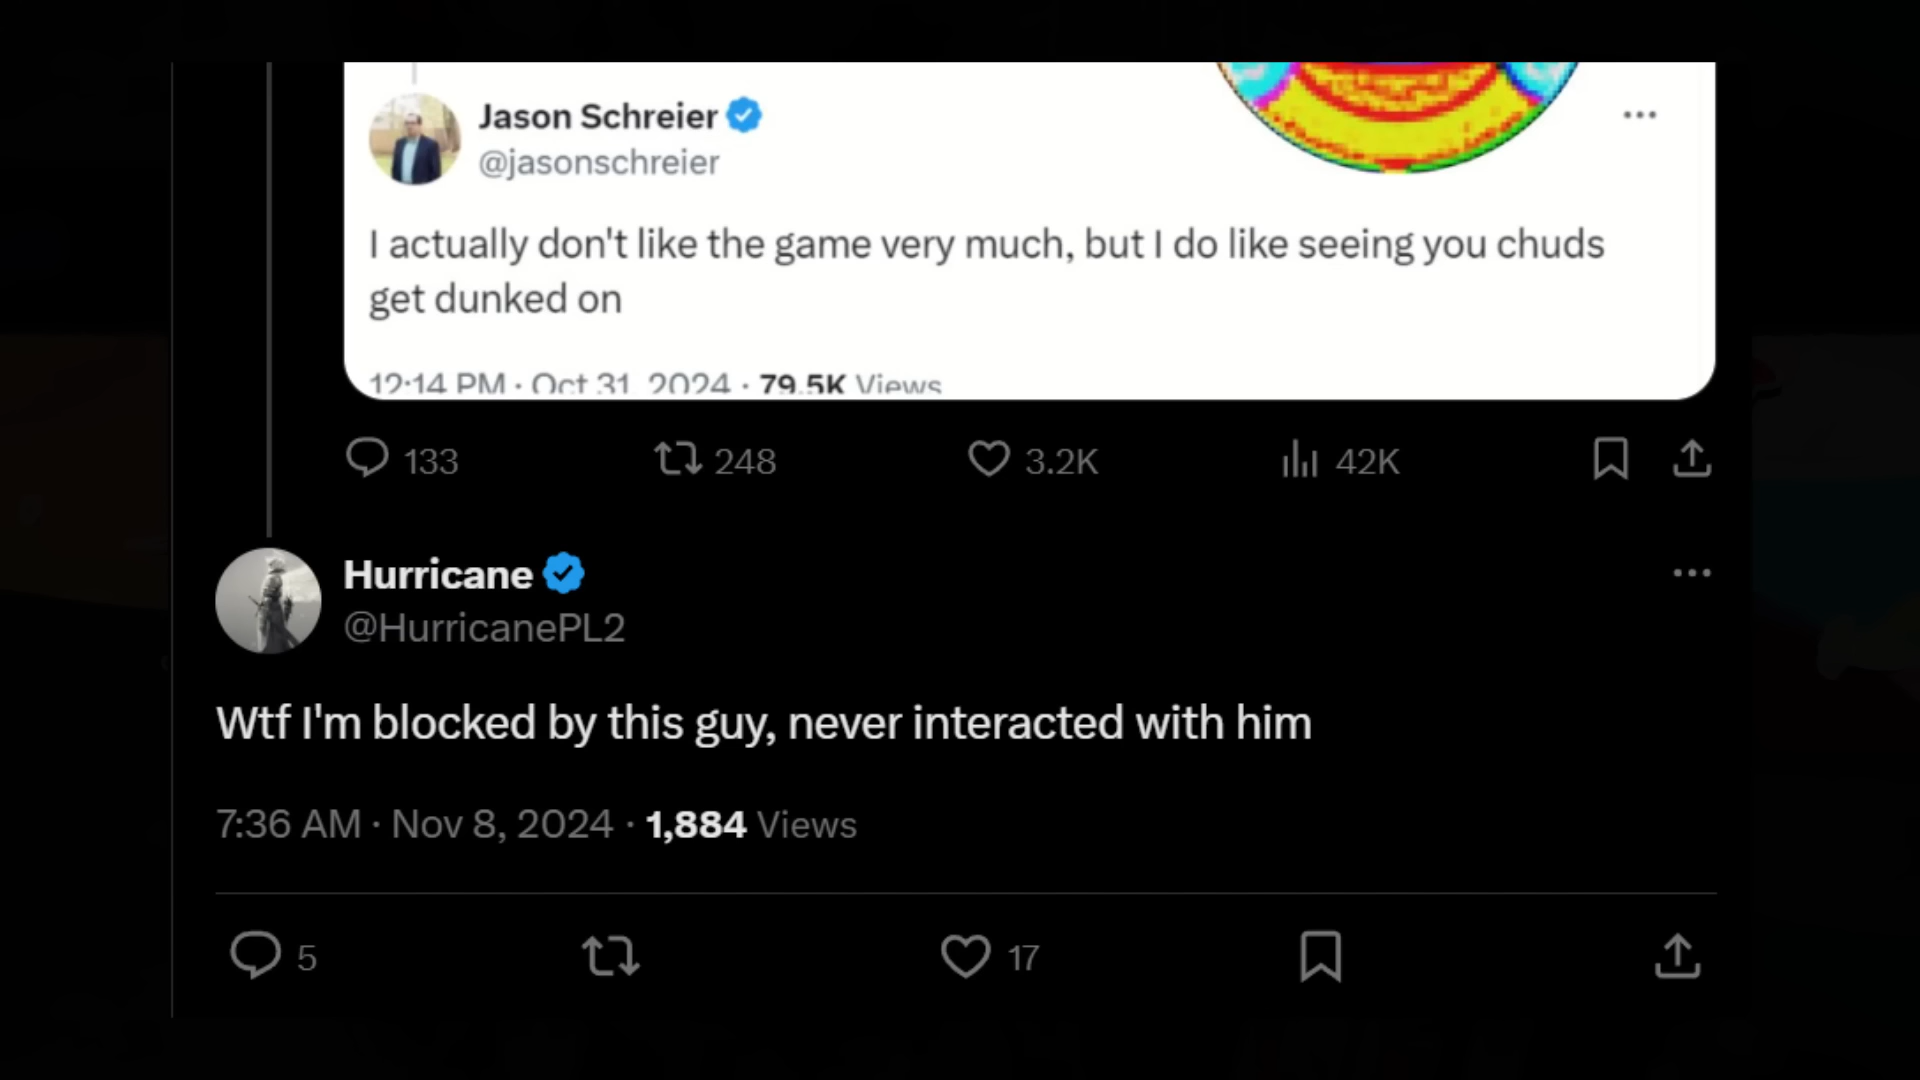 Jason Schreier
@jasonschreier
I actually don't like the game very much, but I do like seeing you chuds
get dunked on
12:14 PM · Oct 31, 2024 · 79.5K Views
133 248 3.2K 42K
Hurricane
@HurricanePL2
Wtf I'm blocked by this guy, never interacted with him
7:36 AM · Nov 8, 2024 · 1,884 Views
5 17